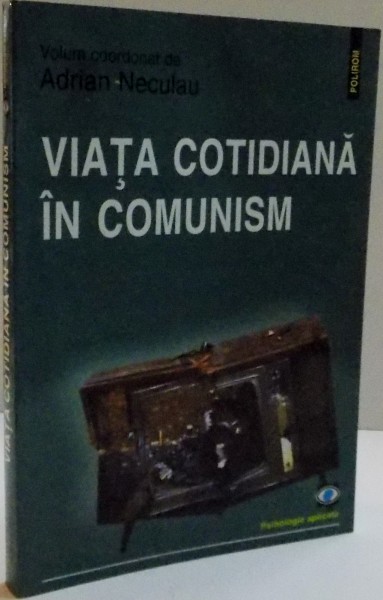 Volum coordonat de
Adrian Neculau
POLIROM
VIAȚA COTIDIANĂ
ÎN COMUNISM
Psihologie aplicată
VIAȚA COTIDIANĂ ÎN COMUNISM